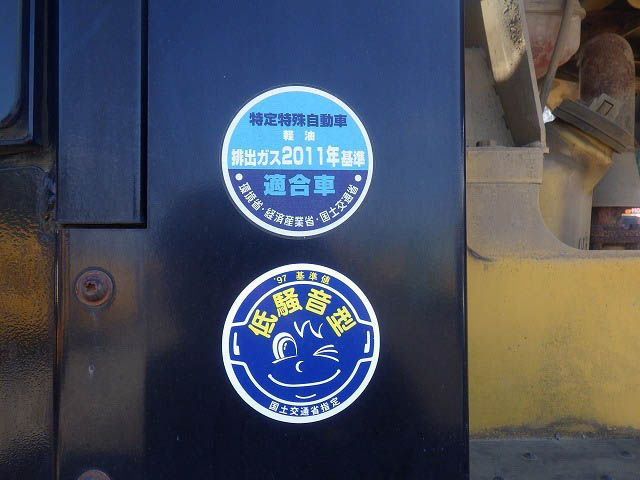 特定特殊自動車
軽油
排出ガス2011年基準
適合車
・環境省・経済産業省・国土交通省・
'97 基準値
低騒音型
国土交通省指定